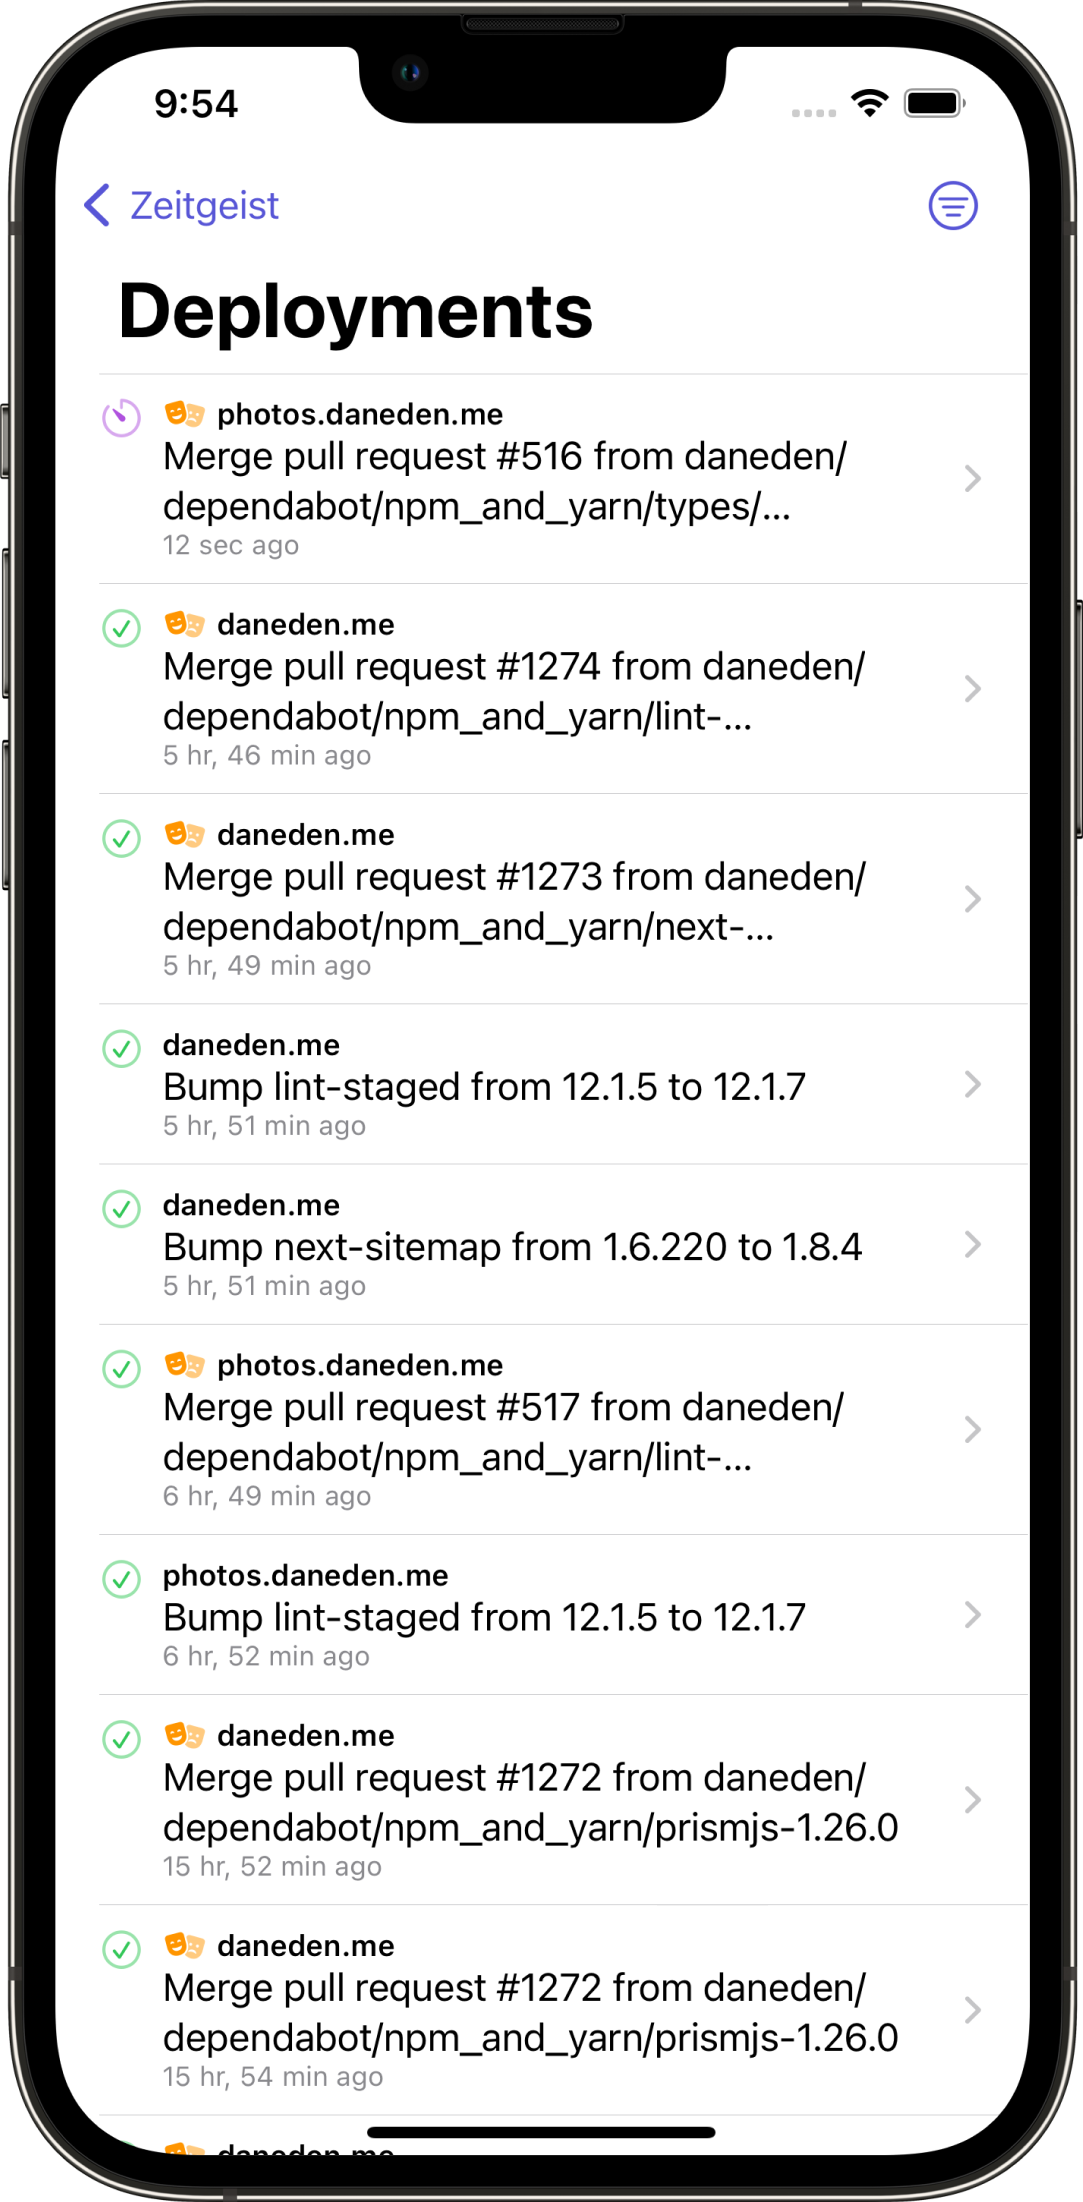 9:54
Zeitgeist
Deployments
photos.daneden.me
Merge pull request #516 from daneden/
dependabot/npm_and_yarn/types/...
12 sec ago
daneden.me
Merge pull request #1274 from daneden/
dependabot/npm_and_yarn/lint-...
5 hr, 46 min ago
daneden.me
Merge pull request #1273 from daneden/
dependabot/npm_and_yarn/next-...
5 hr, 49 min ago
daneden.me
Bump lint-staged from 12.1.5 to 12.1.7
5 hr, 51 min ago
daneden.me
Bump next-sitemap from 1.6.220 to 1.8.4
5 hr, 51 min ago
photos.daneden.me
Merge pull request #517 from daneden/
dependabot/npm_and_yarn/lint-...
6 hr, 49 min ago
photos.daneden.me
Bump lint-staged from 12.1.5 to 12.1.7
6 hr, 52 min ago
daneden.me
Merge pull request #1272 from daneden/
dependabot/npm_and_yarn/prismjs-1.26.0
15 hr, 52 min ago
daneden.me
Merge pull request #1272 from daneden/
dependabot/npm_and_yarn/prismjs-1.26.0
15 hr, 54 min ago
daneden.me